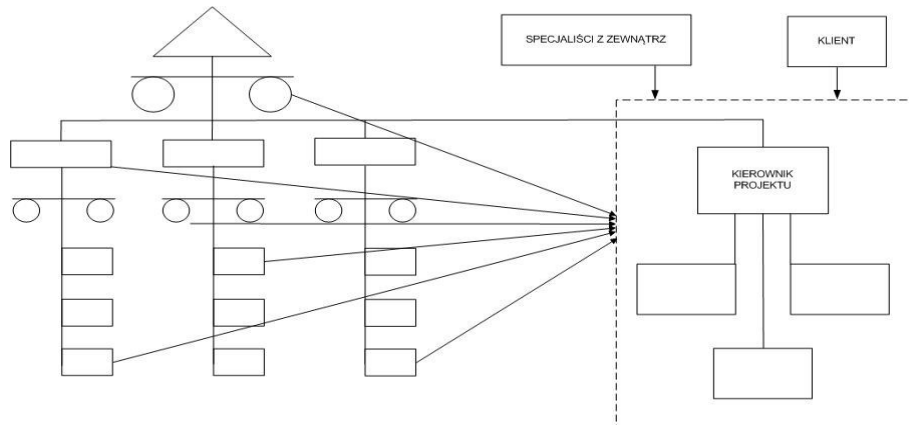 SPECJALIŚCI Z ZEWNĄTRZ
KLIENT
KIEROWNIK
PROJEKTU